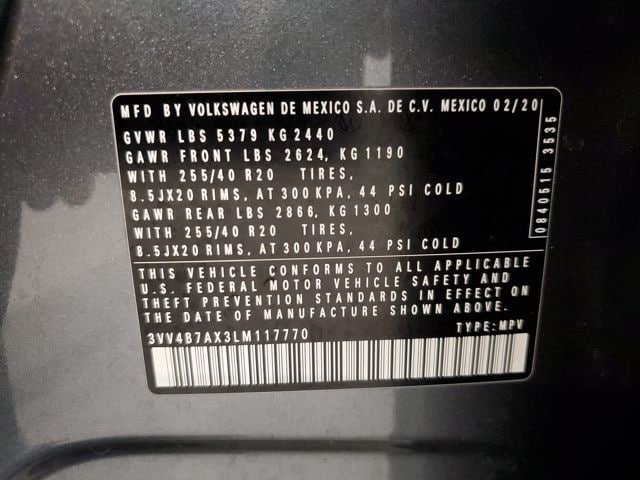 MFD BY VOLKSWAGEN DE MEXICO S.A. DE C.V. MEXICO 02/20
GVWR LBS 5379 KG 2440
GAWR FRONT LBS 2624, KG 1190
WITH 255/40 R20 TIRES,
8.5JX20 RIMS, AT 300 KPA, 44 PSI COLD
GAWR REAR LBS 2866, KG 1300
WITH 255/40 R20 TIRES,
8.5JX20 RIMS, AT 300 KPA, 44 PSI COLD
THIS VEHICLE CONFORMS TO ALL APPLICABLE
U.S. FEDERAL MOTOR VEHICLE SAFETY AND
THEFT PREVENTION STANDARDS IN EFFECT ON
THE DATE OF MANUFACTURE SHOWN ABOVE.
3VV4B7AX3LM117770 TYPE: MPV
0840515 3535